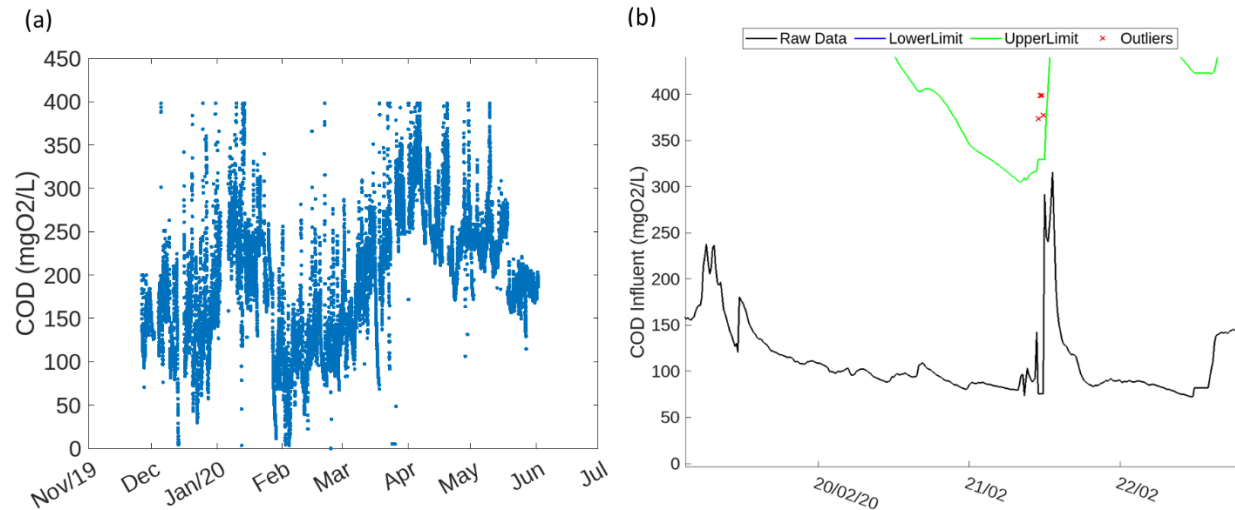 (a)
COD (mgO2/L)
450
400
350
300
250
200
150
100
50
0
Nov/19 Dec Jan/20 Feb Mar Apr May Jun Jul
(b)
Raw Data LowerLimit UpperLimit Outliers
COD Influent (mgO2/L)
400
350
300
250
200
150
100
50
0
20/02/20 21/02 22/02